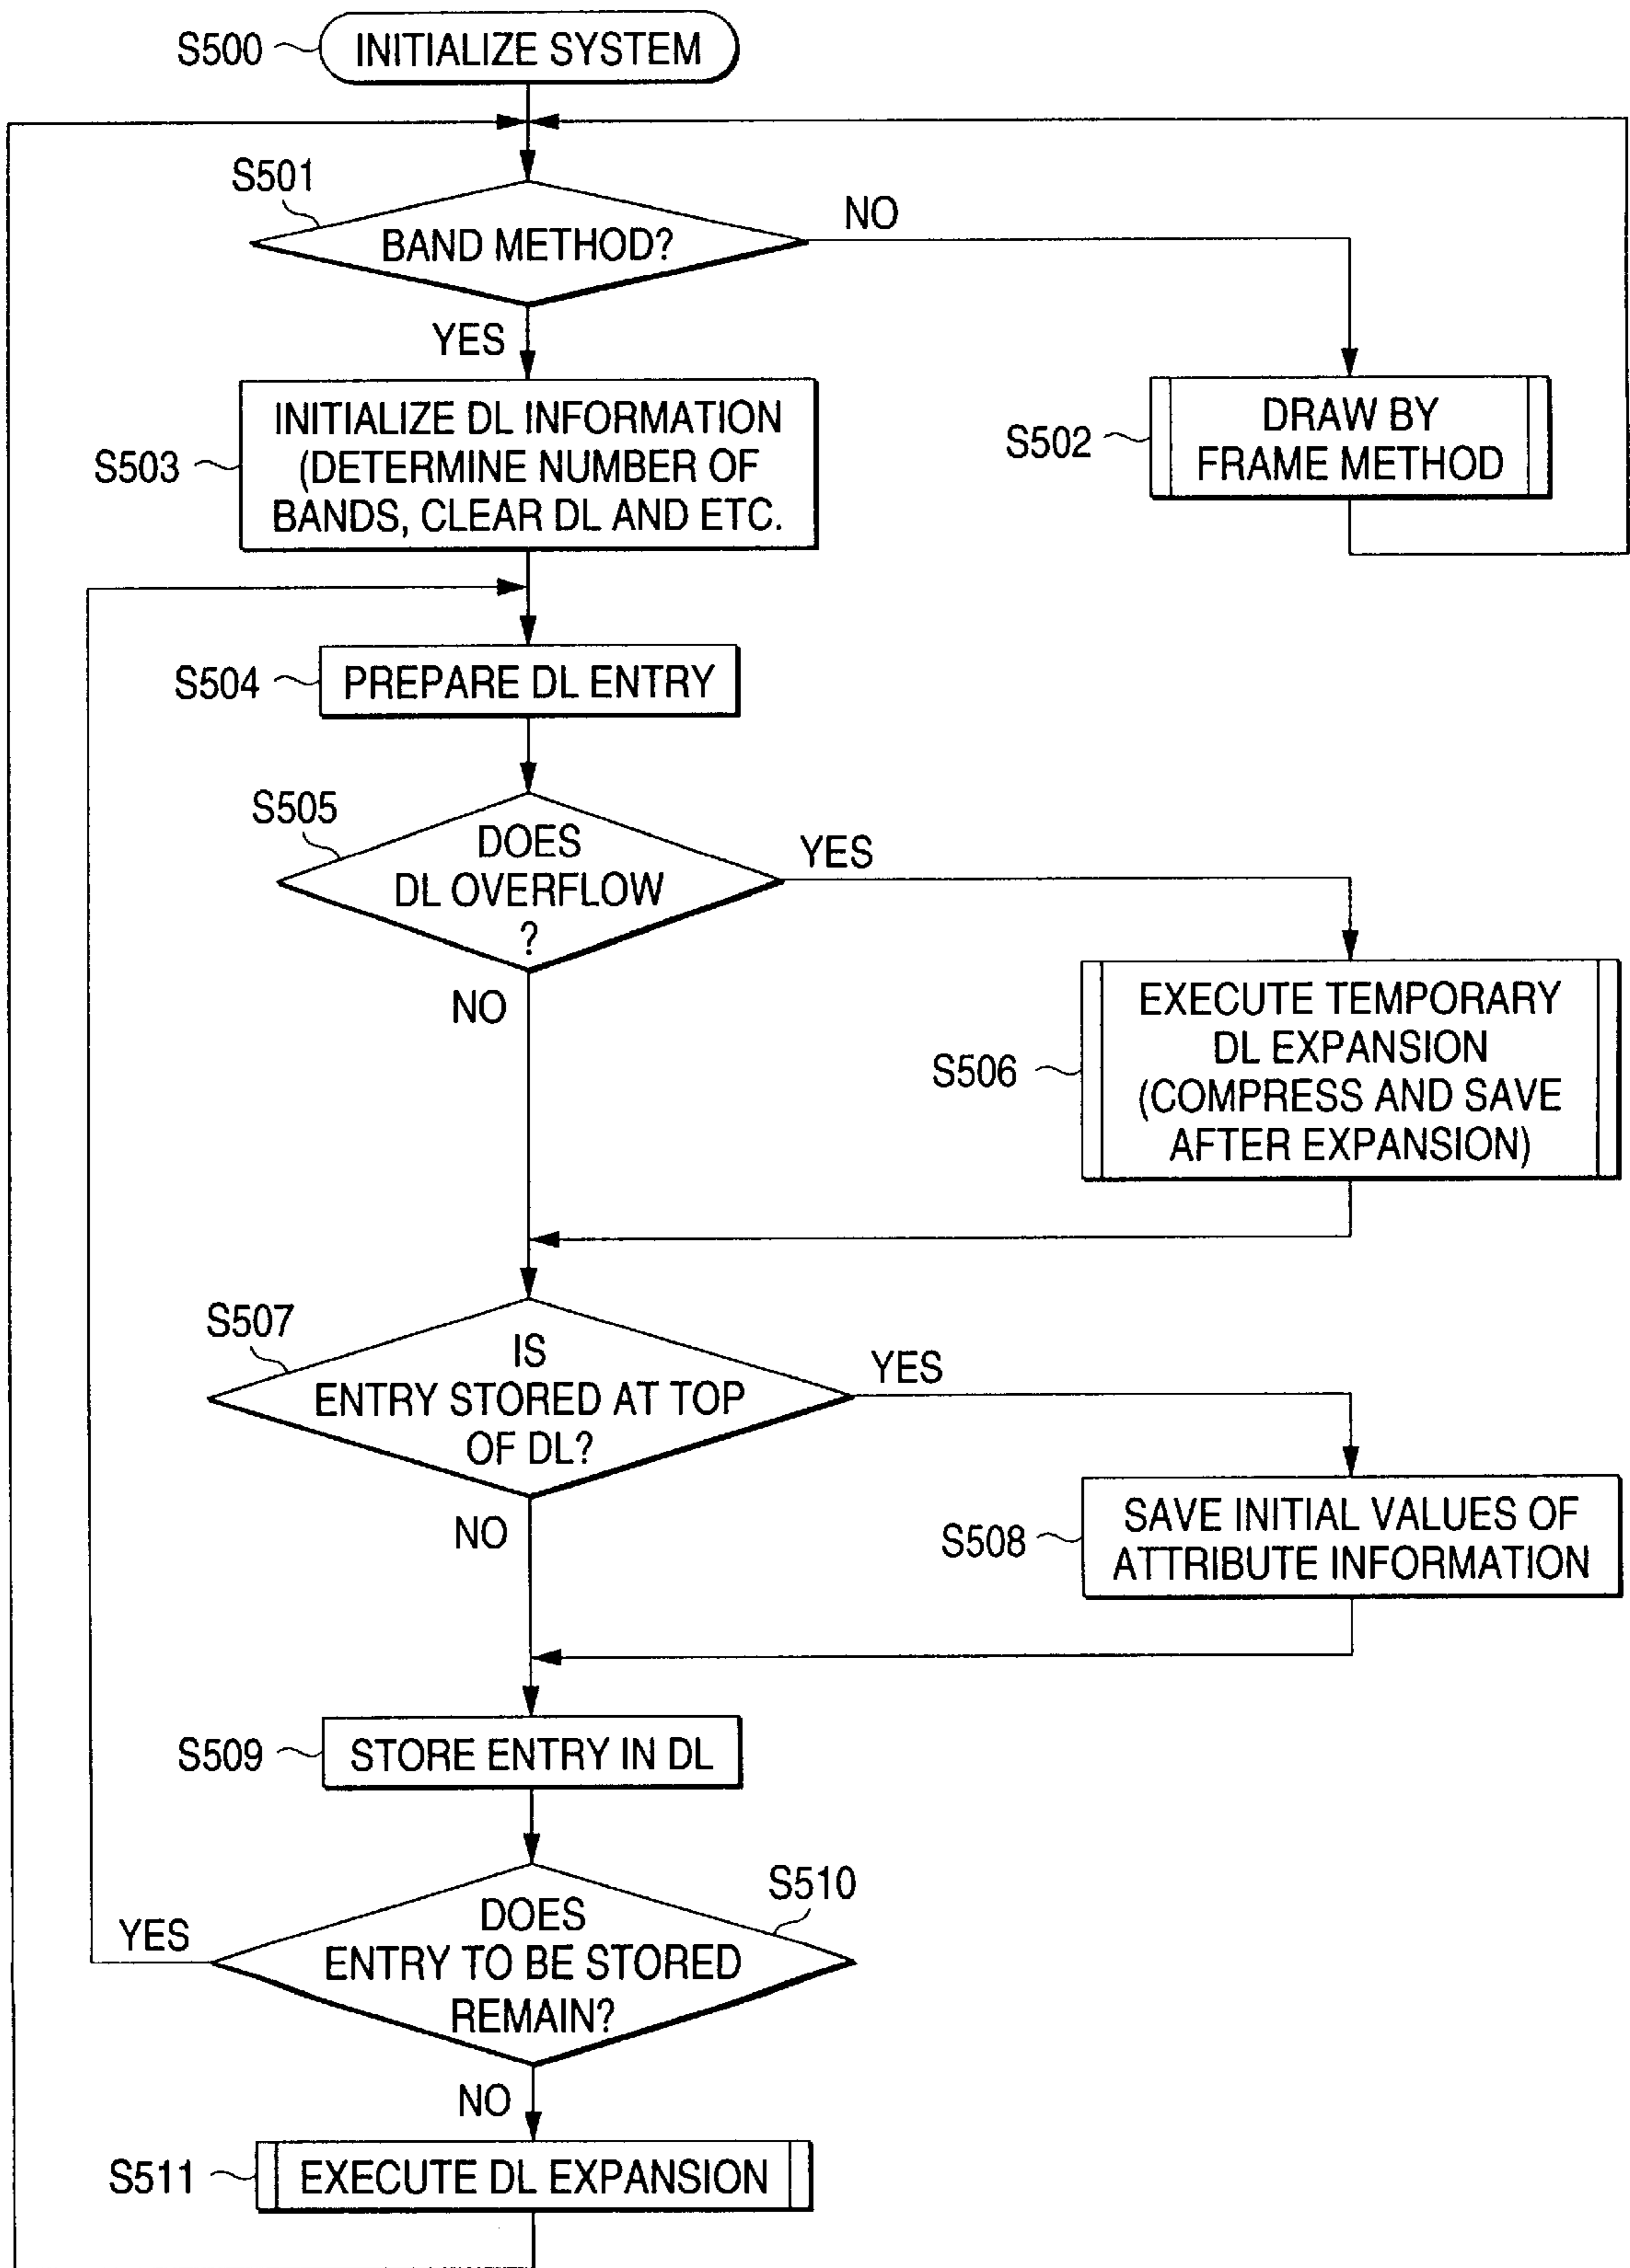 S500
INITIALIZE SYSTEM
S501
BAND METHOD?
NO
YES
S503
INITIALIZE DL INFORMATION
(DETERMINE NUMBER OF
BANDS, CLEAR DL AND ETC.
S502
DRAW BY
FRAME METHOD
S504
PREPARE DL ENTRY
S505
DOES
DL OVERFLOW
?
YES
NO
S506
EXECUTE TEMPORARY
DL EXPANSION
(COMPRESS AND SAVE
AFTER EXPANSION)
S507
IS
ENTRY STORED AT TOP
OF DL?
YES
NO
S508
SAVE INITIAL VALUES OF
ATTRIBUTE INFORMATION
S509
STORE ENTRY IN DL
S510
DOES
ENTRY TO BE STORED
REMAIN?
YES
NO
S511
EXECUTE DL EXPANSION